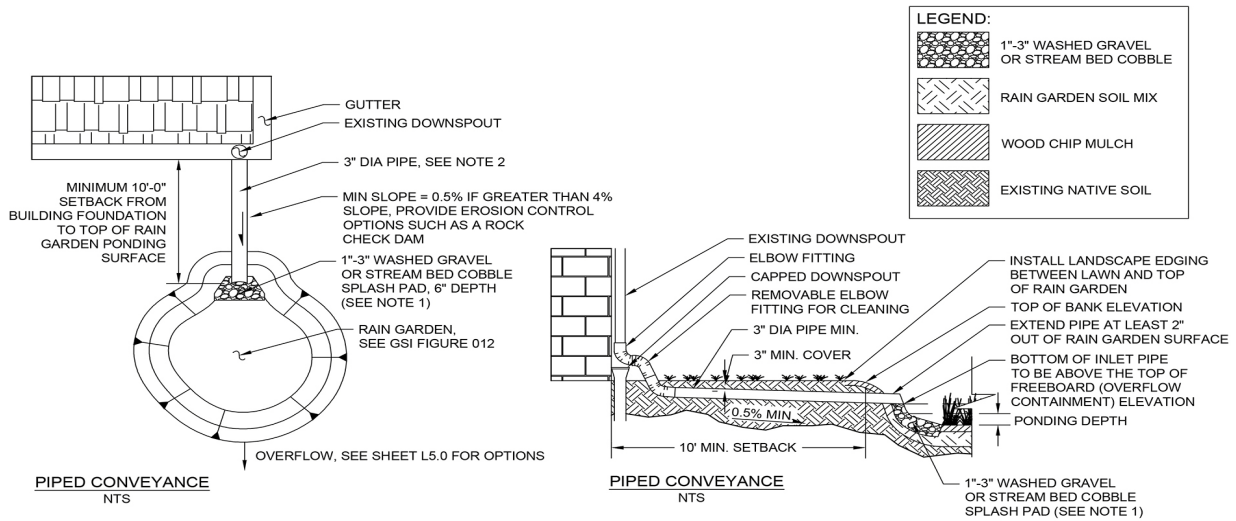 LEGEND:
1"-3" WASHED GRAVEL
OR STREAM BED COBBLE
RAIN GARDEN SOIL MIX
WOOD CHIP MULCH
EXISTING NATIVE SOIL
GUTTER
EXISTING DOWNSPOUT
3" DIA PIPE, SEE NOTE 2
MINIMUM 10'-0"
SETBACK FROM
BUILDING FOUNDATION
TO TOP OF RAIN
GARDEN PONDING
SURFACE
MIN SLOPE = 0.5% IF GREATER THAN 4%
SLOPE, PROVIDE EROSION CONTROL
OPTIONS SUCH AS A ROCK
CHECK DAM
1"-3" WASHED GRAVEL
OR STREAM BED COBBLE
SPLASH PAD, 6" DEPTH
(SEE NOTE 1)
RAIN GARDEN,
SEE GSI FIGURE 012
OVERFLOW, SEE SHEET L5.0 FOR OPTIONS
PIPED CONVEYANCE
NTS
EXISTING DOWNSPOUT
ELBOW FITTING
CAPPED DOWNSPOUT
REMOVABLE ELBOW
FITTING FOR CLEANING
3" DIA PIPE MIN.
3" MIN. COVER
0.5% MIN
10' MIN. SETBACK
INSTALL LANDSCAPE EDGING
BETWEEN LAWN AND TOP
OF RAIN GARDEN
TOP OF BANK ELEVATION
EXTEND PIPE AT LEAST 2"
OUT OF RAIN GARDEN SURFACE
BOTTOM OF INLET PIPE
TO BE ABOVE THE TOP OF
FREEBOARD (OVERFLOW
CONTAINMENT) ELEVATION
PONDING DEPTH
1"-3" WASHED GRAVEL
OR STREAM BED COBBLE
SPLASH PAD (SEE NOTE 1)
PIPED CONVEYANCE
NTS